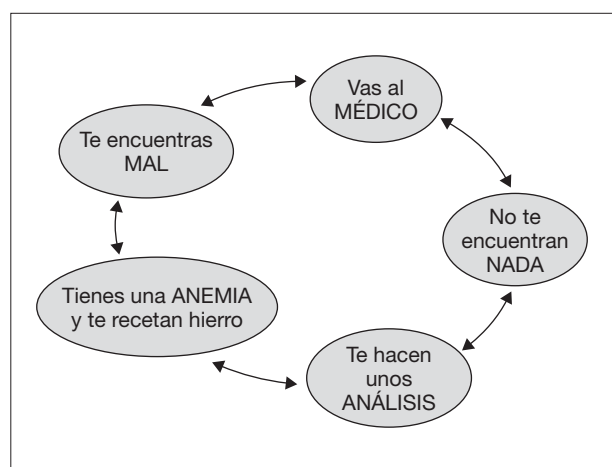 Vas al
MÉDICO
Te encuentras
MAL
No te
encuentran
NADA
Tienes una ANEMIA
y te recetan hierro
Te hacen
unos
ANÁLISIS